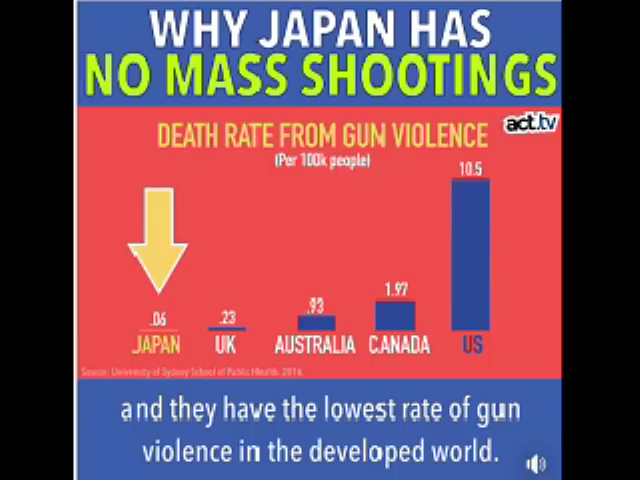 WHY JAPAN HAS
NO MASS SHOOTINGS
act.tv
DEATH RATE FROM GUN VIOLENCE
(Per 100k people)
10.5
1.97
.93
.23
.06
JAPAN UK AUSTRALIA CANADA US
Source: University of Sydney School of Public Health, 2016
and they have the lowest rate of gun
violence in the developed world.